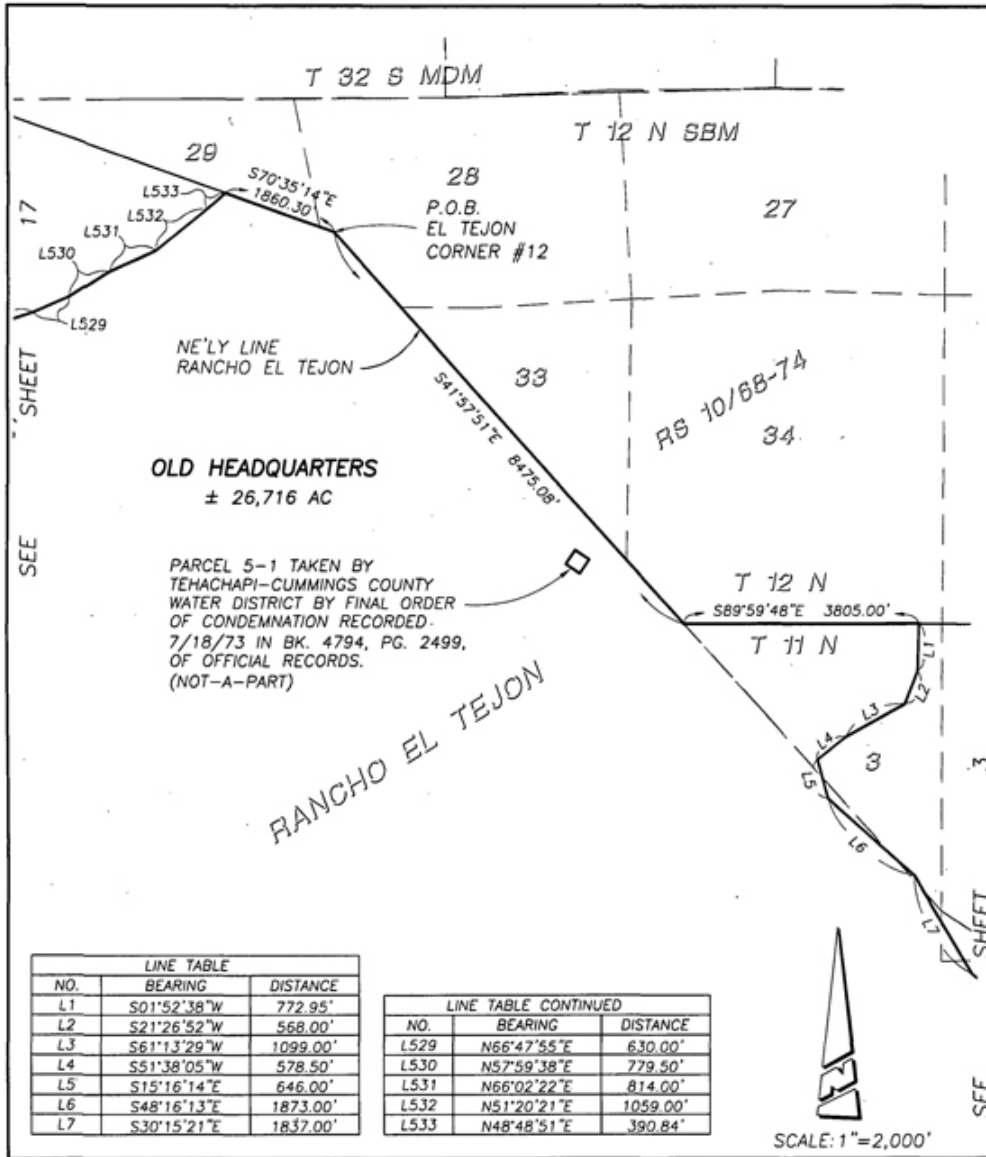 T 32 S MDM
T 12 N SBM
29
28
27
S70°35'14"E
1860.30
P.O.B.
EL TEJON
CORNER #12
L533
L532
L531
L530
L529
SEE SHEET 17
NE'LY LINE
RANCHO EL TEJON
33
S41°57'51"E 8475.08'
RS 10/68-74
34
OLD HEADQUARTERS
± 26,716 AC
PARCEL 5-1 TAKEN BY
TEHACHAPI-CUMMINGS COUNTY
WATER DISTRICT BY FINAL ORDER
OF CONDEMNATION RECORDED
7/18/73 IN BK. 4794, PG. 2499,
OF OFFICIAL RECORDS.
(NOT-A-PART)
T 12 N
S89°59'48"E 3805.00'
T 11 N
L1
L2
L3
L4
3
L5
L6
L7
RANCHO EL TEJON
SEE SHEET 3
LINE TABLE
NO. BEARING DISTANCE
L1 S01°52'38"W 772.95'
L2 S21°26'52"W 568.00'
L3 S61°13'29"W 1099.00'
L4 S51°38'05"W 578.50'
L5 S15°16'14"E 646.00'
L6 S48°16'13"E 1873.00'
L7 S30°15'21"E 1837.00'
LINE TABLE CONTINUED
NO. BEARING DISTANCE
L529 N66°47'55"E 630.00'
L530 N57°59'38"E 779.50'
L531 N66°02'22"E 814.00'
L532 N51°20'21"E 1059.00'
L533 N48°48'51"E 390.84'
N
SCALE: 1"=2,000'